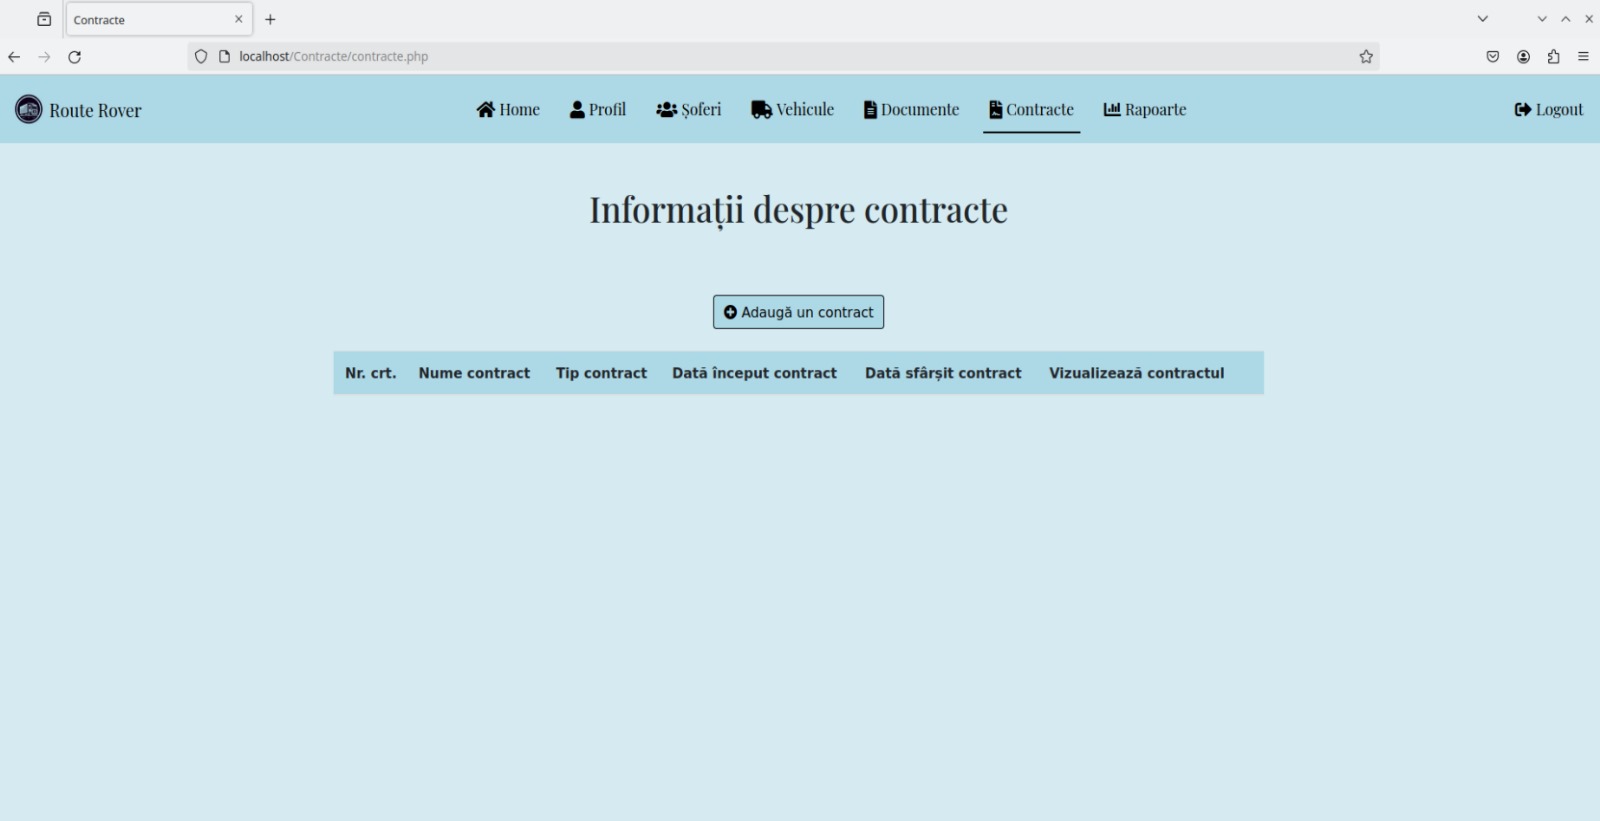 Contracte
localhost/Contracte/contracte.php
Route Rover Home Profil Șoferi Vehicule Documente Contracte Rapoarte Logout
Informații despre contracte
Adaugă un contract
Nr. crt. Nume contract Tip contract Dată început contract Dată sfârșit contract Vizualizează contractul